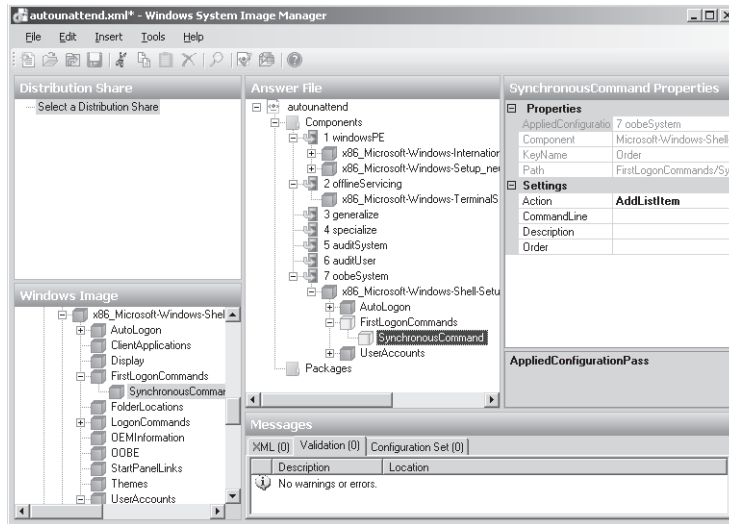 autounattend.xml* - Windows System Image Manager
File Edit Insert Tools Help
Distribution Share
Select a Distribution Share
Windows Image
x86_Microsoft-Windows-Shel
AutoLogon
ClientApplications
Display
FirstLogonCommands
SynchronousCommar
FolderLocations
LogonCommands
OEMInformation
OOBE
StartPanelLinks
Themes
UserAccounts
Answer File
autounattend
Components
1 windowsPE
x86_Microsoft-Windows-Internation
x86_Microsoft-Windows-Setup_neu
2 offlineServicing
x86_Microsoft-Windows-TerminalS
3 generalize
4 specialize
5 auditSystem
6 auditUser
7 oobeSystem
x86_Microsoft-Windows-Shell-Setu
AutoLogon
FirstLogonCommands
SynchronousCommand
UserAccounts
Packages
SynchronousCommand Properties
Properties
AppliedConfiguratio 7 oobeSystem
Component Microsoft-Windows-Shell
KeyName Order
Path FirstLogonCommands/Sy
Settings
Action AddListItem
CommandLine
Description
Order
AppliedConfigurationPass
Messages
XML (0) Validation (0) Configuration Set (0)
Description Location
No warnings or errors.